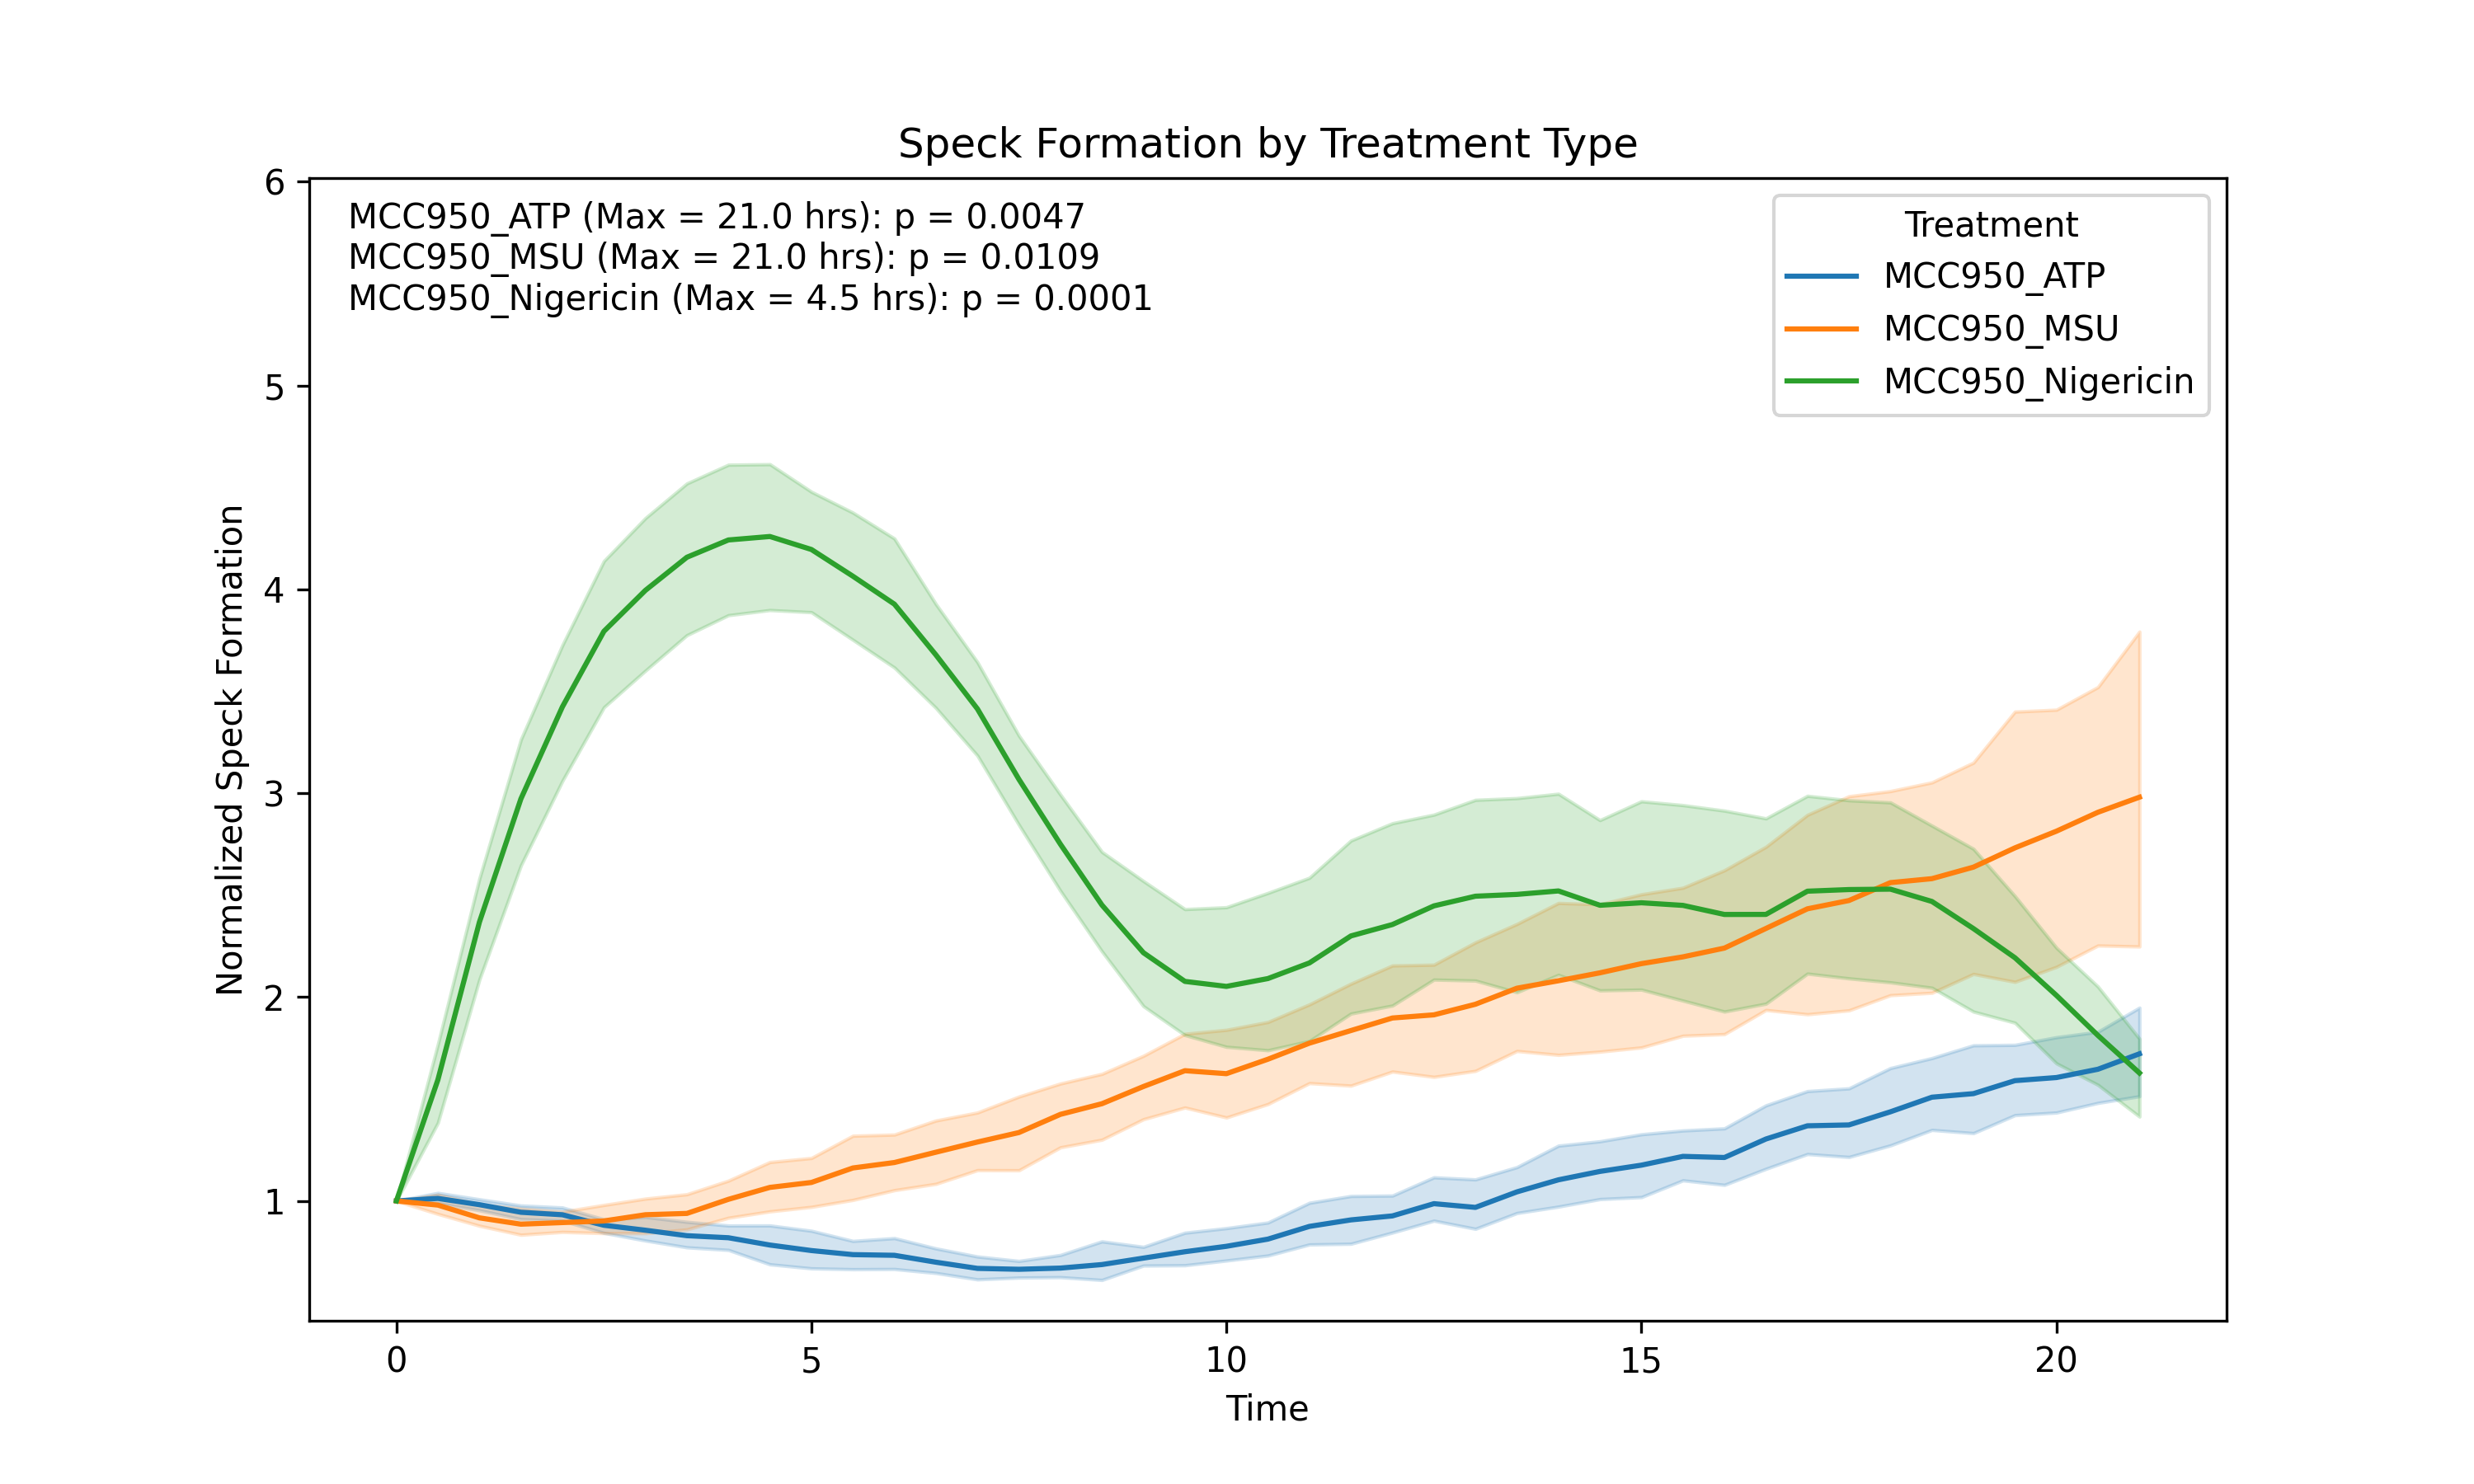 Speck Formation by Treatment Type
MCC950_ATP (Max = 21.0 hrs): p = 0.0047
MCC950_MSU (Max = 21.0 hrs): p = 0.0109
MCC950_Nigericin (Max = 4.5 hrs): p = 0.0001
Treatment
MCC950_ATP
MCC950_MSU
MCC950_Nigericin
Normalized Speck Formation
6
5
4
3
2
1
0 5 10 15 20
Time